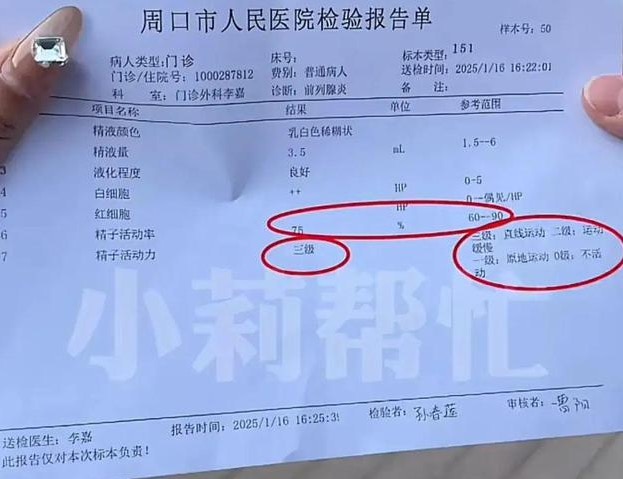 周口市人民医院检验报告单
样本号: 50
病人类型:门诊 床号: 标本类型: 151
门诊/住院号: 1000287812 费别: 普通病人 送检时间: 2025/1/16 16:22:01
科 室: 门诊外科李嘉 诊断: 前列腺炎 备 注:
项目名称 结果 单位 参考范围
精液颜色 乳白色稀糊状
精液量 3.5 mL 1.5--6
3 液化程度 良好
4 白细胞 ++ HP 0-5
5 红细胞 HP 0-偶见/HP
6 精子活动率 75 % 60--90
7 精子活动力 三级 三级: 直线运动 二级: 运动
缓慢
一级: 原地运动 0级: 不活
动
小莉帮忙
送检医生: 李嘉 报告时间: 2025/1/16 16:25:39 检验者: 孙春莲 审核者:
此报告仅对本次标本负责!